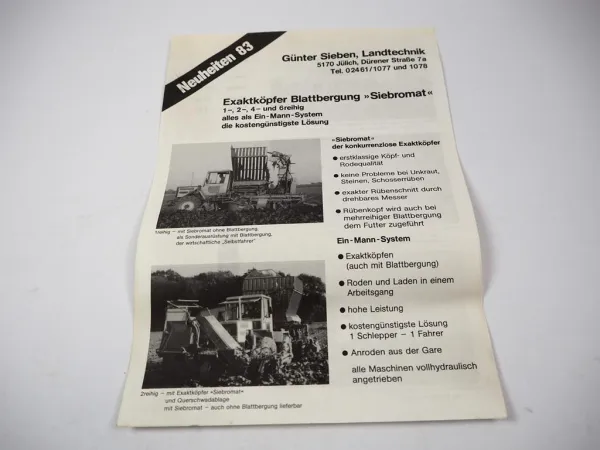 Neuheiten 83
Günter Sieben, Landtechnik
5170 Jülich, Dürener Straße 7a
Tel. 02461/1077 und 1078
Exaktköpfer Blattbergung »Siebromat«
1-, 2-, 4- und 6reihig
alles als Ein-Mann-System
die kostengünstigste Lösung
1reihig – mit Siebromat ohne Blattbergung,
als Sonderausrüstung mit Blattbergung,
der wirtschaftliche „Selbstfahrer"
2reihig – mit Exaktköpfer »Siebromat«
und Querschwadablage
mit Siebromat – auch ohne Blattbergung lieferbar
»Siebromat«
der konkurrenzlose Exaktköpfer
● erstklassige Köpf- und
Rodequalität
● keine Probleme bei Unkraut,
Steinen, Schosserrüben
● exakter Rübenschnitt durch
drehbares Messer
● Rübenkopf wird auch bei
mehrreihiger Blattbergung
dem Futter zugeführt
Ein-Mann-System
● Exaktköpfen
(auch mit Blattbergung)
● Roden und Laden in einem
Arbeitsgang
● hohe Leistung
● kostengünstigste Lösung
1 Schlepper – 1 Fahrer
● Anroden aus der Gare
alle Maschinen vollhydraulisch
angetrieben